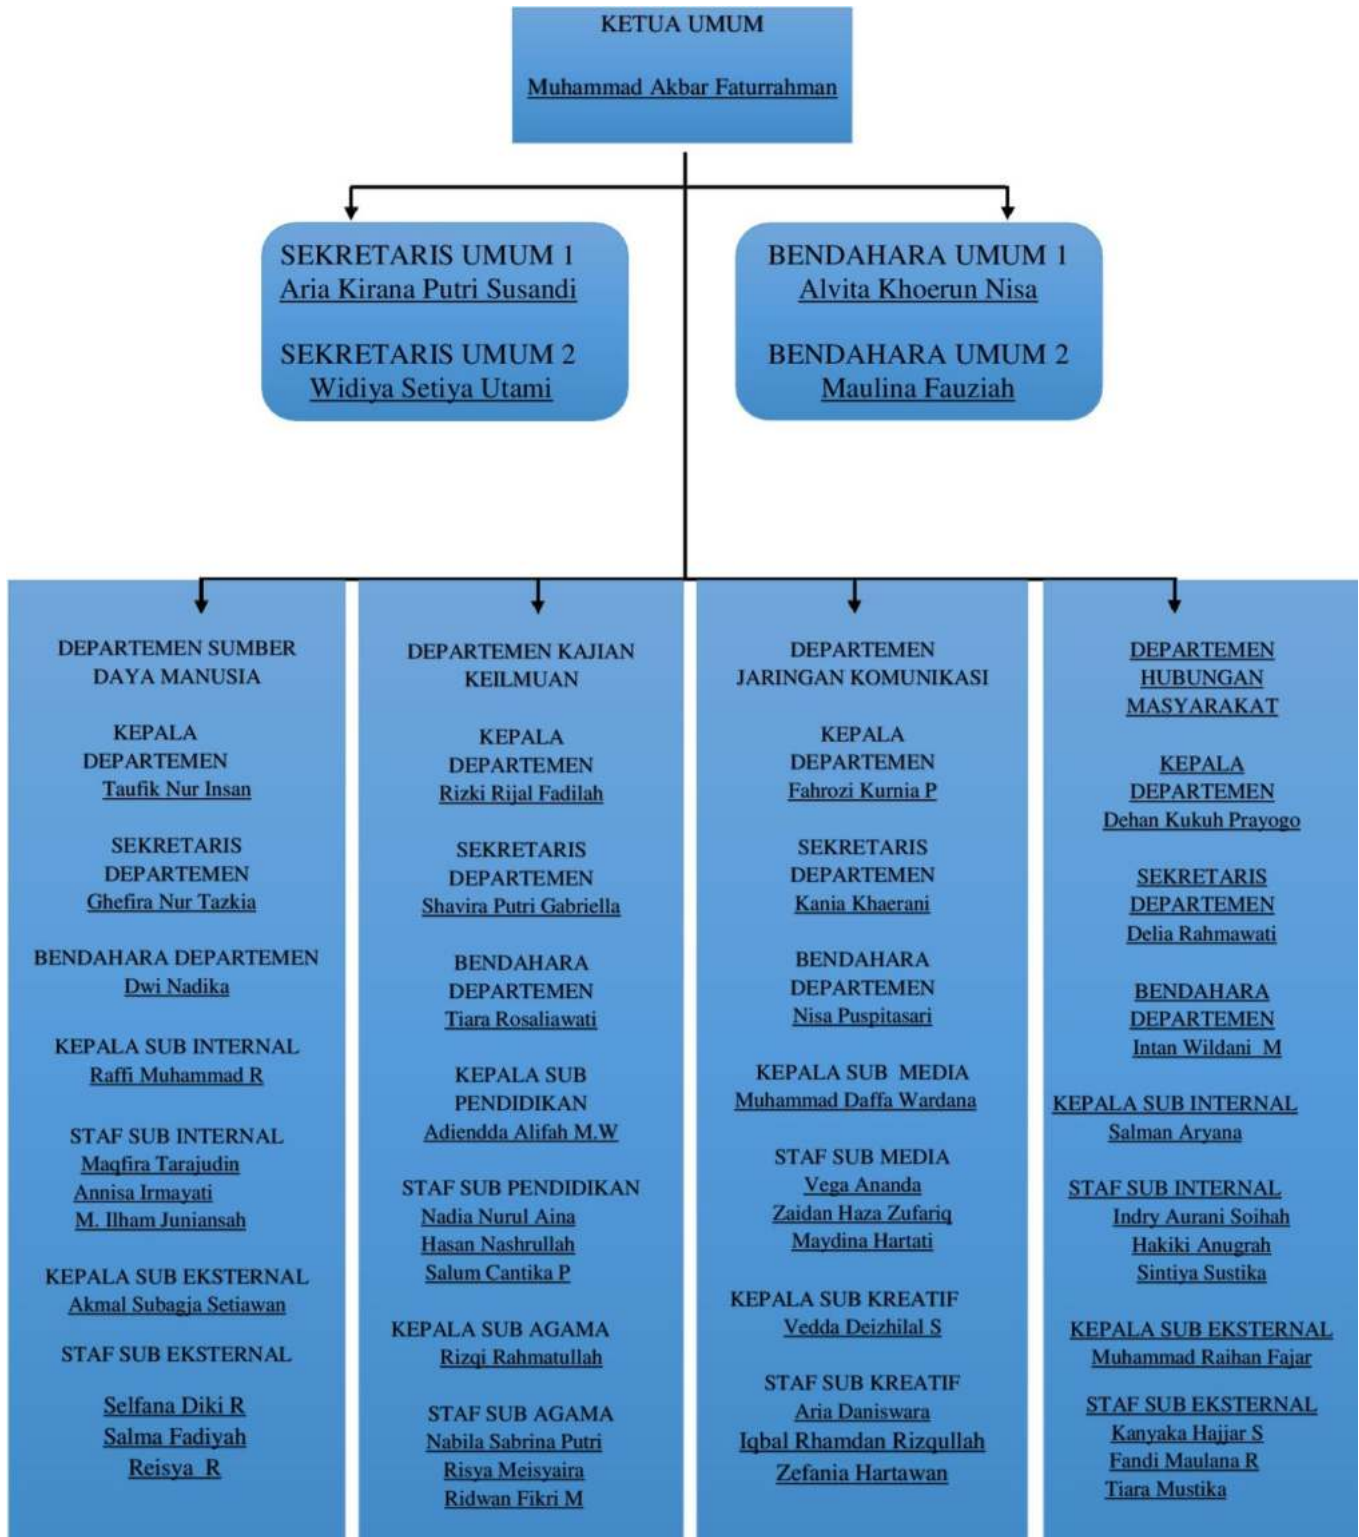 KETUA UMUM
Muhammad Akbar Faturrahman
SEKRETARIS UMUM 1
Aria Kirana Putri Susandi
SEKRETARIS UMUM 2
Widiya Setiya Utami
BENDAHARA UMUM 1
Alvita Khoerun Nisa
BENDAHARA UMUM 2
Maulina Fauziah
DEPARTEMEN SUMBER
DAYA MANUSIA
KEPALA
DEPARTEMEN
Taufik Nur Insan
SEKRETARIS
DEPARTEMEN
Ghefira Nur Tazkia
BENDAHARA DEPARTEMEN
Dwi Nadika
KEPALA SUB INTERNAL
Raffi Muhammad R
STAF SUB INTERNAL
Maqfira Tarajudin
Annisa Irmayati
M. Ilham Juniansah
KEPALA SUB EKSTERNAL
Akmal Subagja Setiawan
STAF SUB EKSTERNAL
Selfana Diki R
Salma Fadiyah
Reisya R
DEPARTEMEN KAJIAN
KEILMUAN
KEPALA
DEPARTEMEN
Rizki Rijal Fadilah
SEKRETARIS
DEPARTEMEN
Shavira Putri Gabriella
BENDAHARA
DEPARTEMEN
Tiara Rosaliawati
KEPALA SUB
PENDIDIKAN
Adiendda Alifah M.W
STAF SUB PENDIDIKAN
Nadia Nurul Aina
Hasan Nashrullah
Salum Cantika P
KEPALA SUB AGAMA
Rizqi Rahmatullah
STAF SUB AGAMA
Nabila Sabrina Putri
Risya Meisyaira
Ridwan Fikri M
DEPARTEMEN
JARINGAN KOMUNIKASI
KEPALA
DEPARTEMEN
Fahrozi Kurnia P
SEKRETARIS
DEPARTEMEN
Kania Khaerani
BENDAHARA
DEPARTEMEN
Nisa Puspitasari
KEPALA SUB MEDIA
Muhammad Daffa Wardana
STAF SUB MEDIA
Vega Ananda
Zaidan Haza Zufariq
Maydina Hartati
KEPALA SUB KREATIF
Vedda Deizhilal S
STAF SUB KREATIF
Aria Daniswara
Iqbal Rhamdan Rizqullah
Zefania Hartawan
DEPARTEMEN
HUBUNGAN
MASYARAKAT
KEPALA
DEPARTEMEN
Dehan Kukuh Prayogo
SEKRETARIS
DEPARTEMEN
Delia Rahmawati
BENDAHARA
DEPARTEMEN
Intan Wildani M
KEPALA SUB INTERNAL
Salman Aryana
STAF SUB INTERNAL
Indry Aurani Soihah
Hakiki Anugrah
Sintiya Sustika
KEPALA SUB EKSTERNAL
Muhammad Raihan Fajar
STAF SUB EKSTERNAL
Kanyaka Hajjar S
Fandi Maulana R
Tiara Mustika